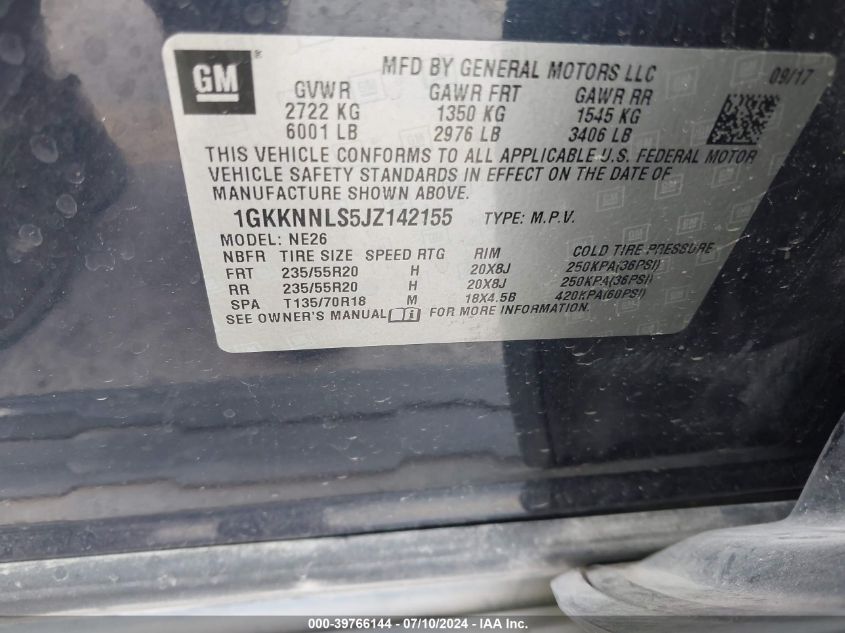 GM ®
MFD BY GENERAL MOTORS LLC 09/17
GVWR GAWR FRT GAWR RR
2722 KG 1350 KG 1545 KG
6001 LB 2976 LB 3406 LB
THIS VEHICLE CONFORMS TO ALL APPLICABLE U.S. FEDERAL MOTOR
VEHICLE SAFETY STANDARDS IN EFFECT ON THE DATE OF
MANUFACTURE SHOWN ABOVE.
1GKKNNLS5JZ142155 TYPE: M.P.V.
MODEL: NE26
NBFR TIRE SIZE SPEED RTG RIM COLD TIRE PRESSURE
FRT 235/55R20 H 20X8J 250KPA(36PSI)
RR 235/55R20 H 20X8J 250KPA(36PSI)
SPA T135/70R18 M 18X4.5B 420KPA(60PSI)
SEE OWNER'S MANUAL FOR MORE INFORMATION.
000-39766144 - 07/10/2024 - IAAI Inc.